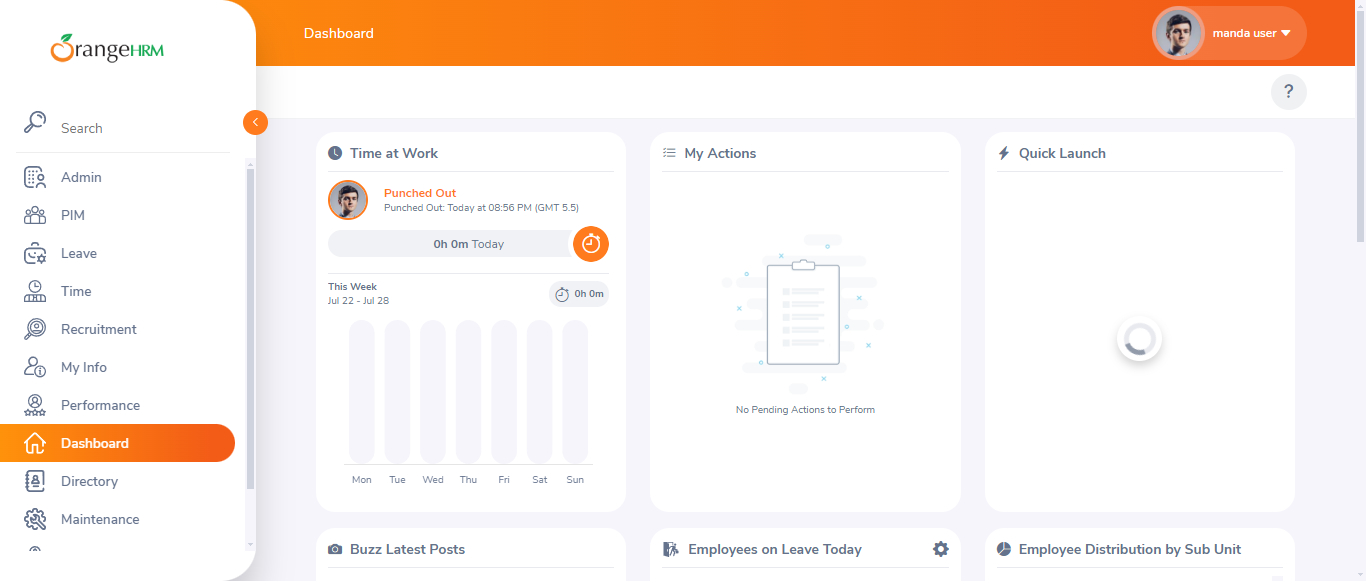 OrangeHRM
Dashboard
manda user
?
Search
Admin
PIM
Leave
Time
Recruitment
My Info
Performance
Dashboard
Directory
Maintenance
Time at Work
Punched Out
Punched Out: Today at 08:56 PM (GMT 5.5)
0h 0m Today
This Week
Jul 22 - Jul 28
0h 0m
Mon Tue Wed Thu Fri Sat Sun
My Actions
No Pending Actions to Perform
Quick Launch
Buzz Latest Posts
Employees on Leave Today
Employee Distribution by Sub Unit